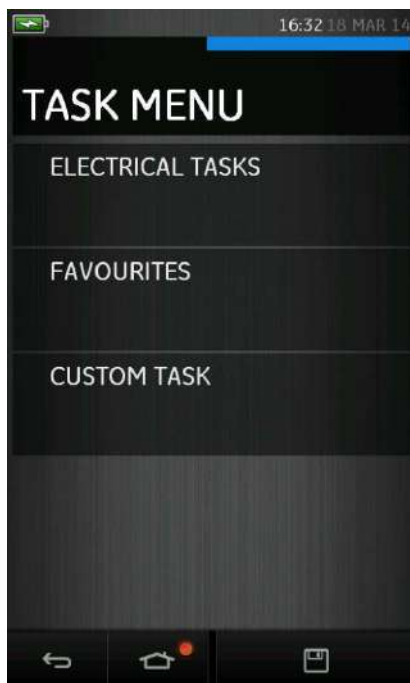 16:32 18 MAR 14
TASK MENU
ELECTRICAL TASKS
FAVOURITES
CUSTOM TASK